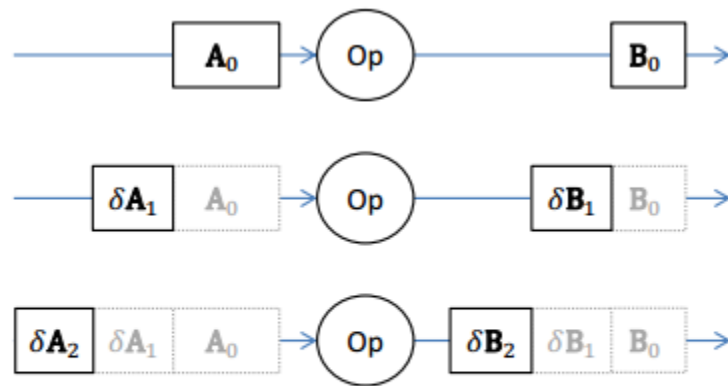 A₀ Op B₀
δA₁ A₀ Op δB₁ B₀
δA₂ δA₁ A₀ Op δB₂ δB₁ B₀